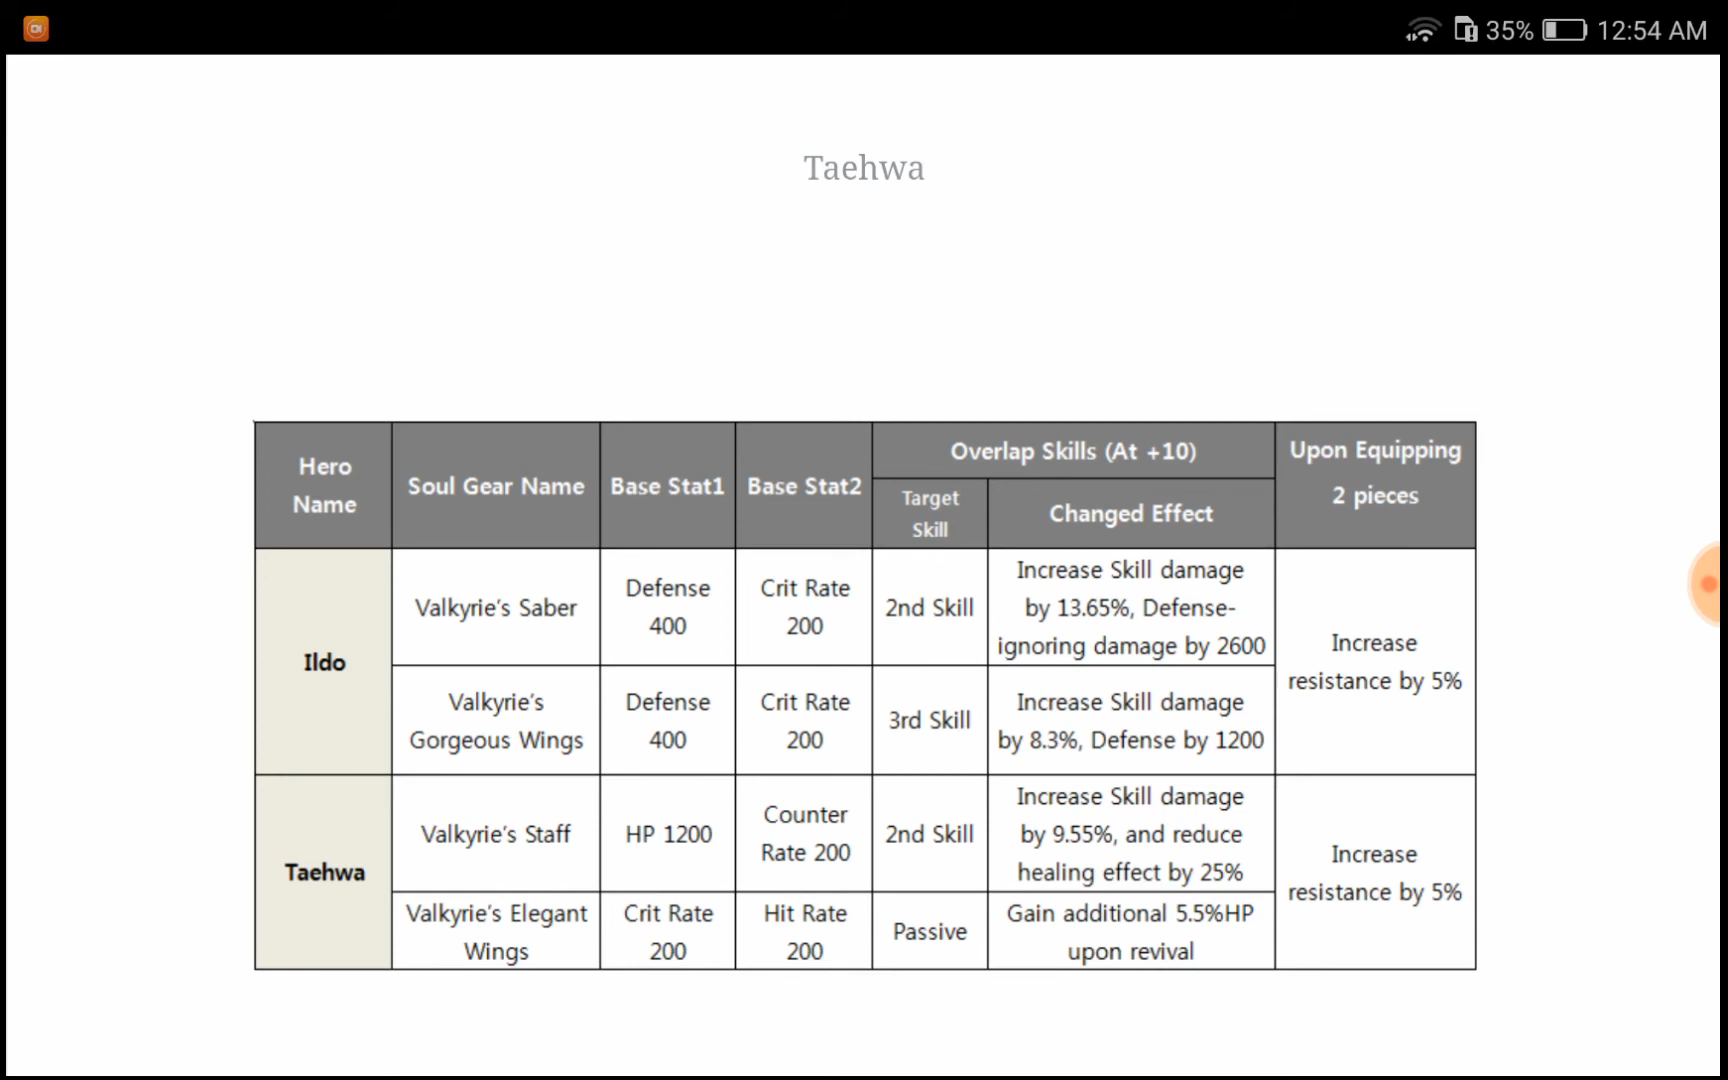 35% 12:54 AM
Taehwa
Hero
Name
Soul Gear Name
Base Stat1
Base Stat2
Overlap Skills (At +10)
Target
Skill
Changed Effect
Upon Equipping
2 pieces
Ildo
Valkyrie's Saber
Defense
400
Crit Rate
200
2nd Skill
Increase Skill damage
by 13.65%, Defense-
ignoring damage by 2600
Increase
resistance by 5%
Valkyrie's
Gorgeous Wings
Defense
400
Crit Rate
200
3rd Skill
Increase Skill damage
by 8.3%, Defense by 1200
Taehwa
Valkyrie's Staff
HP 1200
Counter
Rate 200
2nd Skill
Increase Skill damage
by 9.55%, and reduce
healing effect by 25%
Increase
resistance by 5%
Valkyrie's Elegant
Wings
Crit Rate
200
Hit Rate
200
Passive
Gain additional 5.5%HP
upon revival